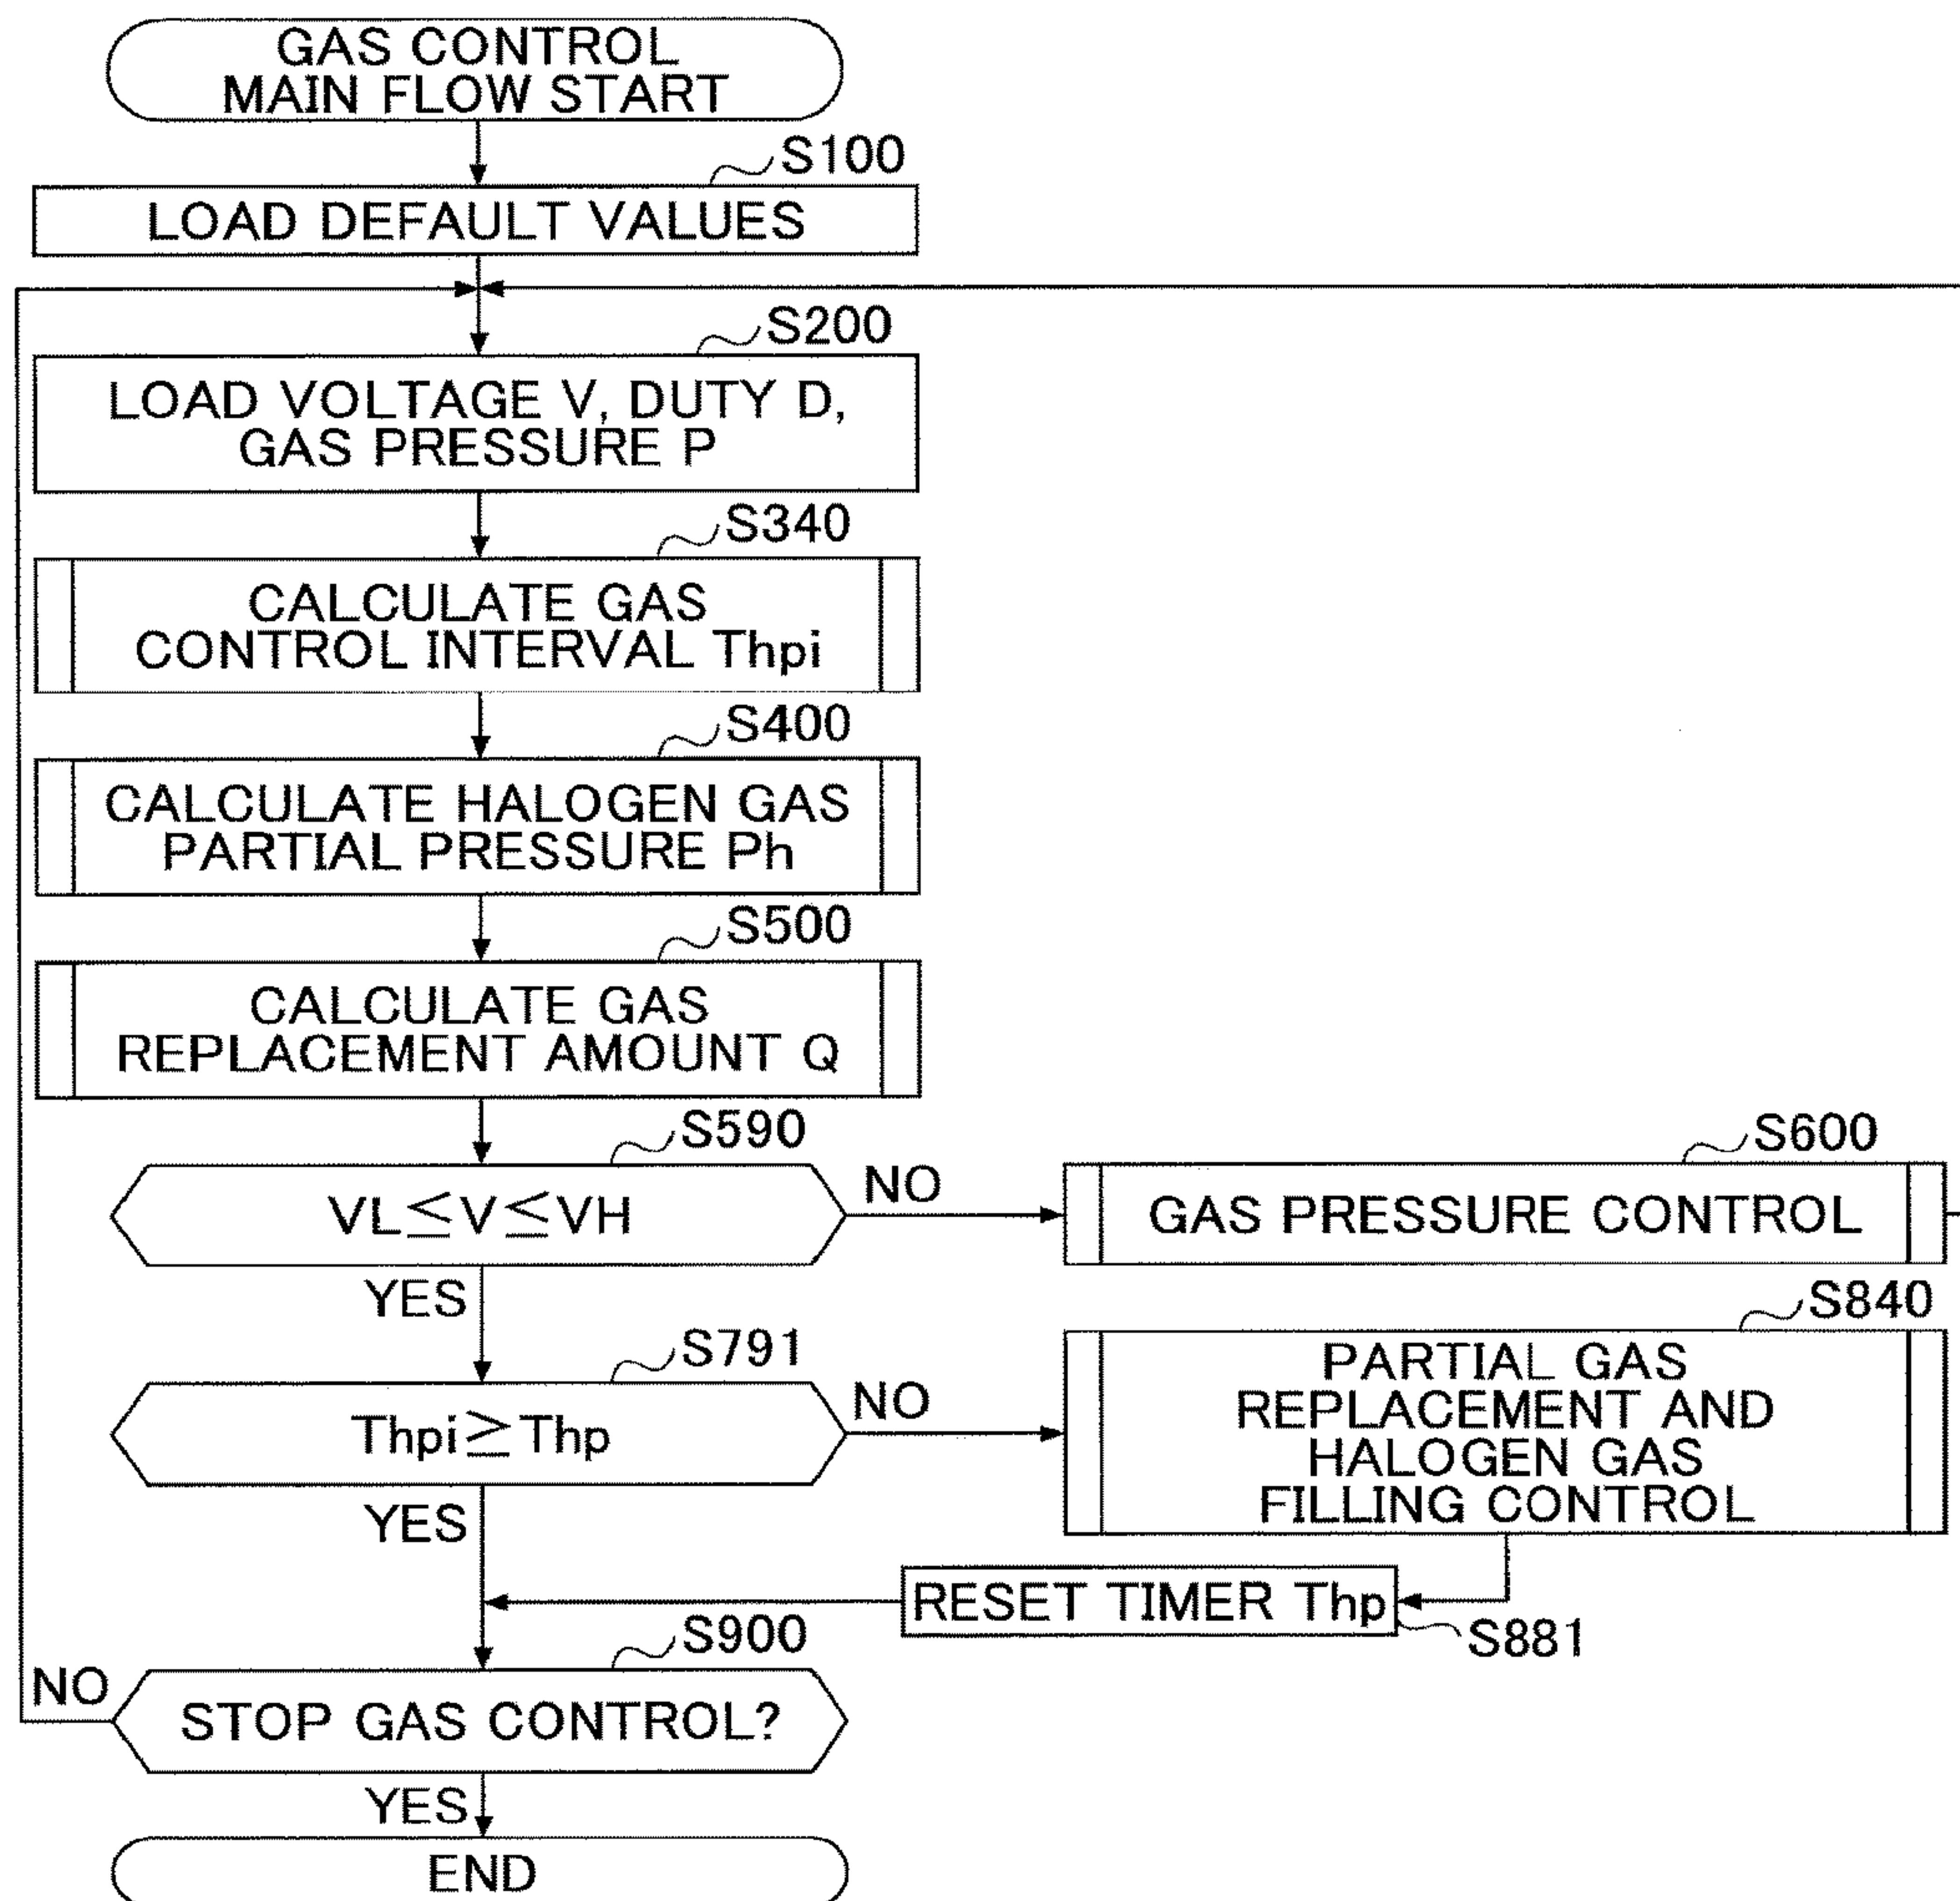 GAS CONTROL
MAIN FLOW START
S100
LOAD DEFAULT VALUES
S200
LOAD VOLTAGE V, DUTY D,
GAS PRESSURE P
S340
CALCULATE GAS
CONTROL INTERVAL Thpi
S400
CALCULATE HALOGEN GAS
PARTIAL PRESSURE Ph
S500
CALCULATE GAS
REPLACEMENT AMOUNT Q
S590
VL≦V≦VH
NO
YES
S600
GAS PRESSURE CONTROL
S791
Thpi≧Thp
NO
YES
S840
PARTIAL GAS
REPLACEMENT AND
HALOGEN GAS
FILLING CONTROL
RESET TIMER Thp
S881
S900
NO
STOP GAS CONTROL?
YES
END